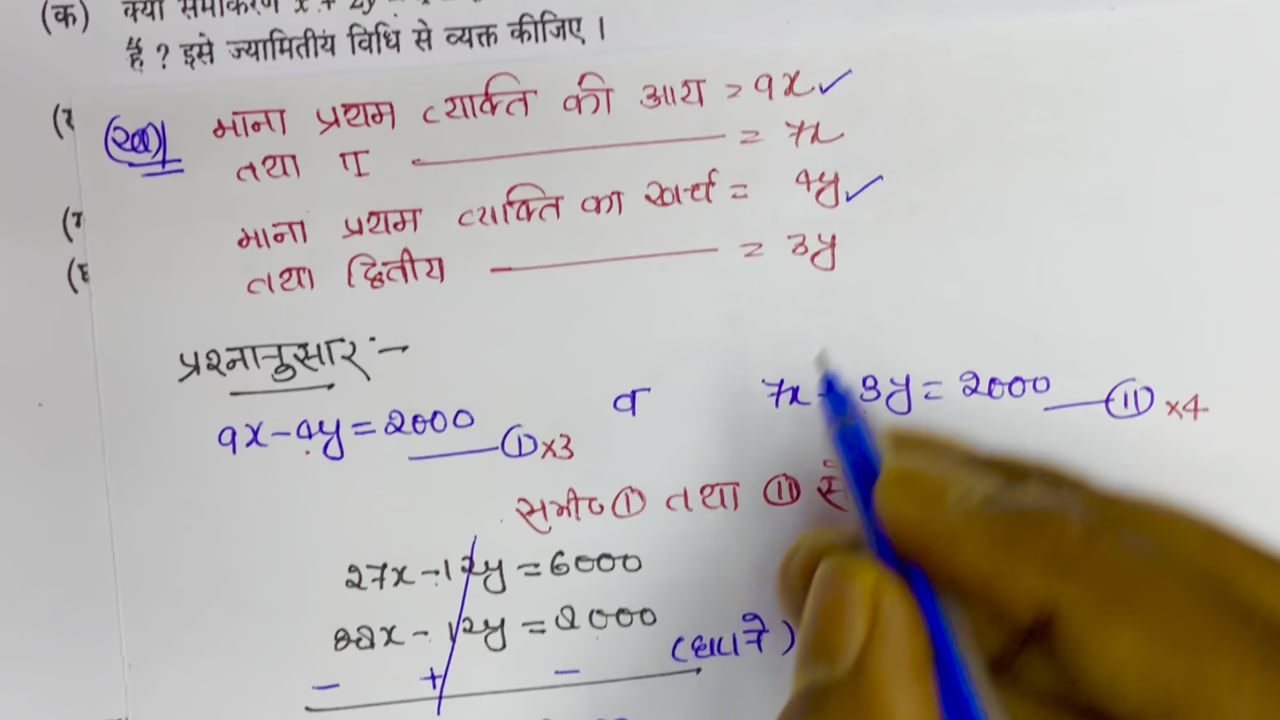 (क) क्या समीकरण x + 2y
हैं ? इसे ज्यामितीय विधि से व्यक्त कीजिए ।
(ख) माना प्रथम व्यक्ति की आय = 9x ✓
तथा II ———— = 7x
माना प्रथम व्यक्ति का खर्च = 4y ✓
तथा द्वितीय ———— = 3y
प्रश्नानुसार :-
9x - 4y = 2000 —— (I) ×3 व 7x - 3y = 2000 —— (II) ×4
समी० (I) तथा (II) से
27x - 12y = 6000
28x - 12y = 8000
- + - (घटाने)